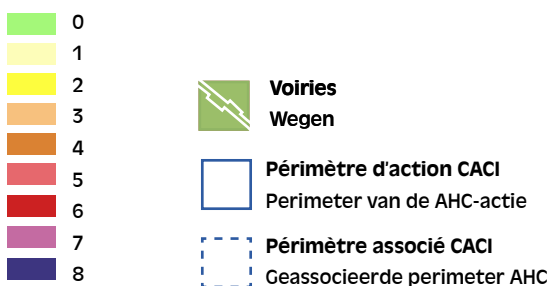 0
1
2
3
4
5
6
7
8
Voiries
Wegen
Périmètre d'action CACI
Perimeter van de AHC-actie
Périmètre associé CACI
Geassocieerde perimeter AHC